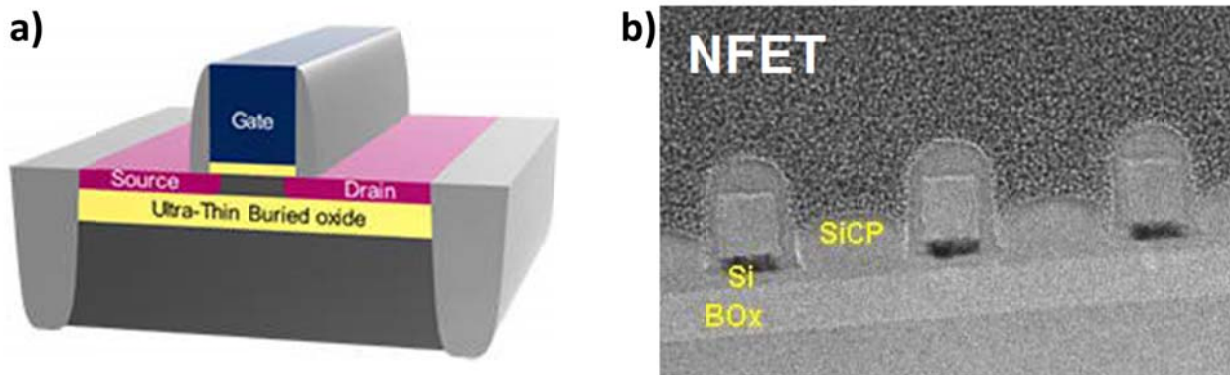 a)
Gate
Source
Drain
Ultra-Thin Buried oxide
b)
NFET
SiCP
Si
BOx